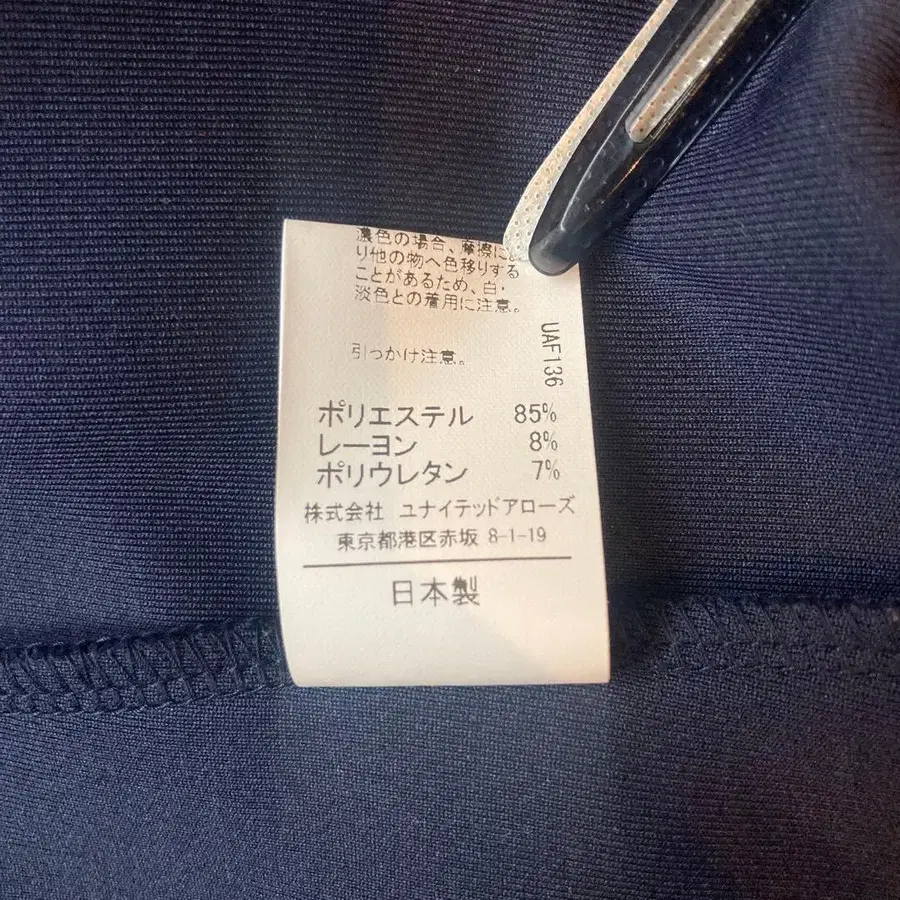 濃色の場合、摩擦に
り他の物へ色移りする
ことがあるため、白・
淡色との着用に注意。
引っかけ注意。
UAF136
ポリエステル 85%
レーヨン 8%
ポリウレタン 7%
株式会社 ユナイテッドアローズ
東京都港区赤坂 8-1-19
日本製